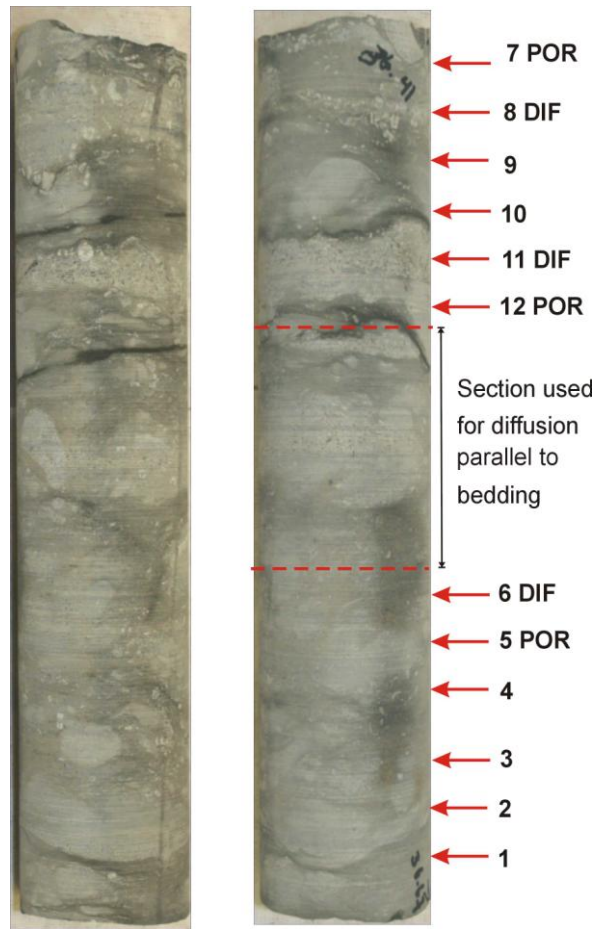 7 POR
8 DIF
9
10
11 DIF
12 POR
Section used
for diffusion
parallel to
bedding
6 DIF
5 POR
4
3
2
1